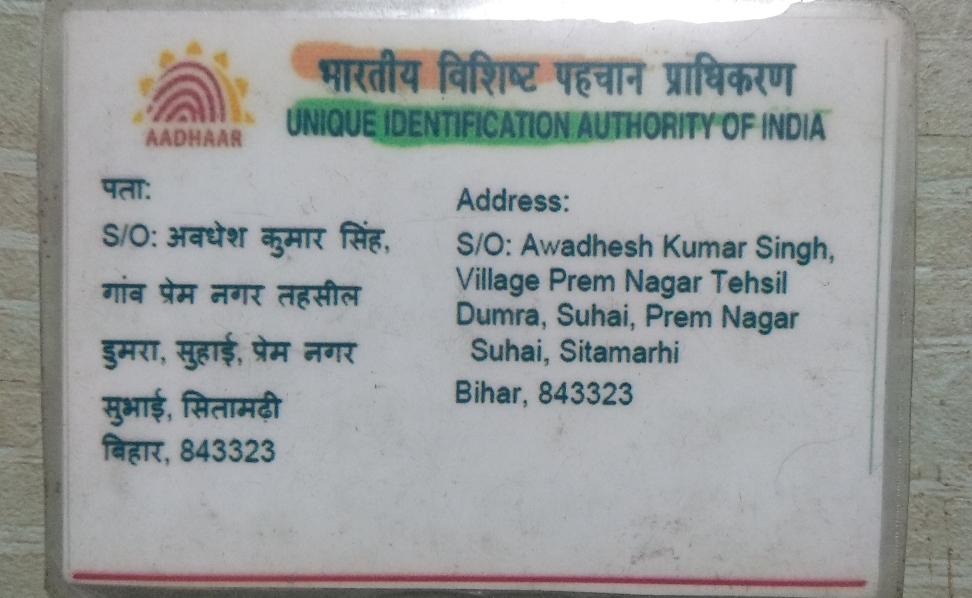 भारतीय विशिष्ट पहचान प्राधिकरण
UNIQUE IDENTIFICATION AUTHORITY OF INDIA
AADHAAR
पता:
S/O: अवधेश कुमार सिंह,
गांव प्रेम नगर तहसील
डुमरा, सुहाई, प्रेम नगर
सुभाई, सितामढ़ी
बिहार, 843323
Address:
S/O: Awadhesh Kumar Singh,
Village Prem Nagar Tehsil
Dumra, Suhai, Prem Nagar
Suhai, Sitamarhi
Bihar, 843323